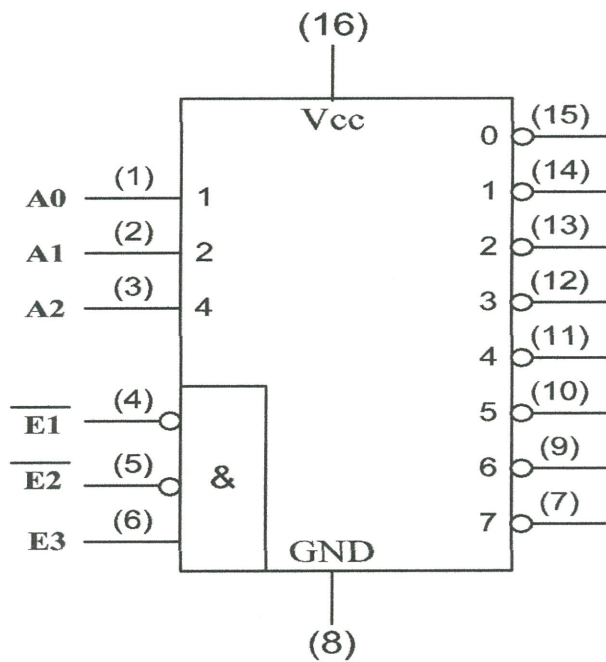 (16)
Vcc
0 (15)
1 (14)
A0 (1) 1
2 (13)
A1 (2) 2
3 (12)
A2 (3) 4
4 (11)
5 (10)
E1 (4)
6 (9)
E2 (5)
&
7 (7)
E3 (6)
GND
(8)